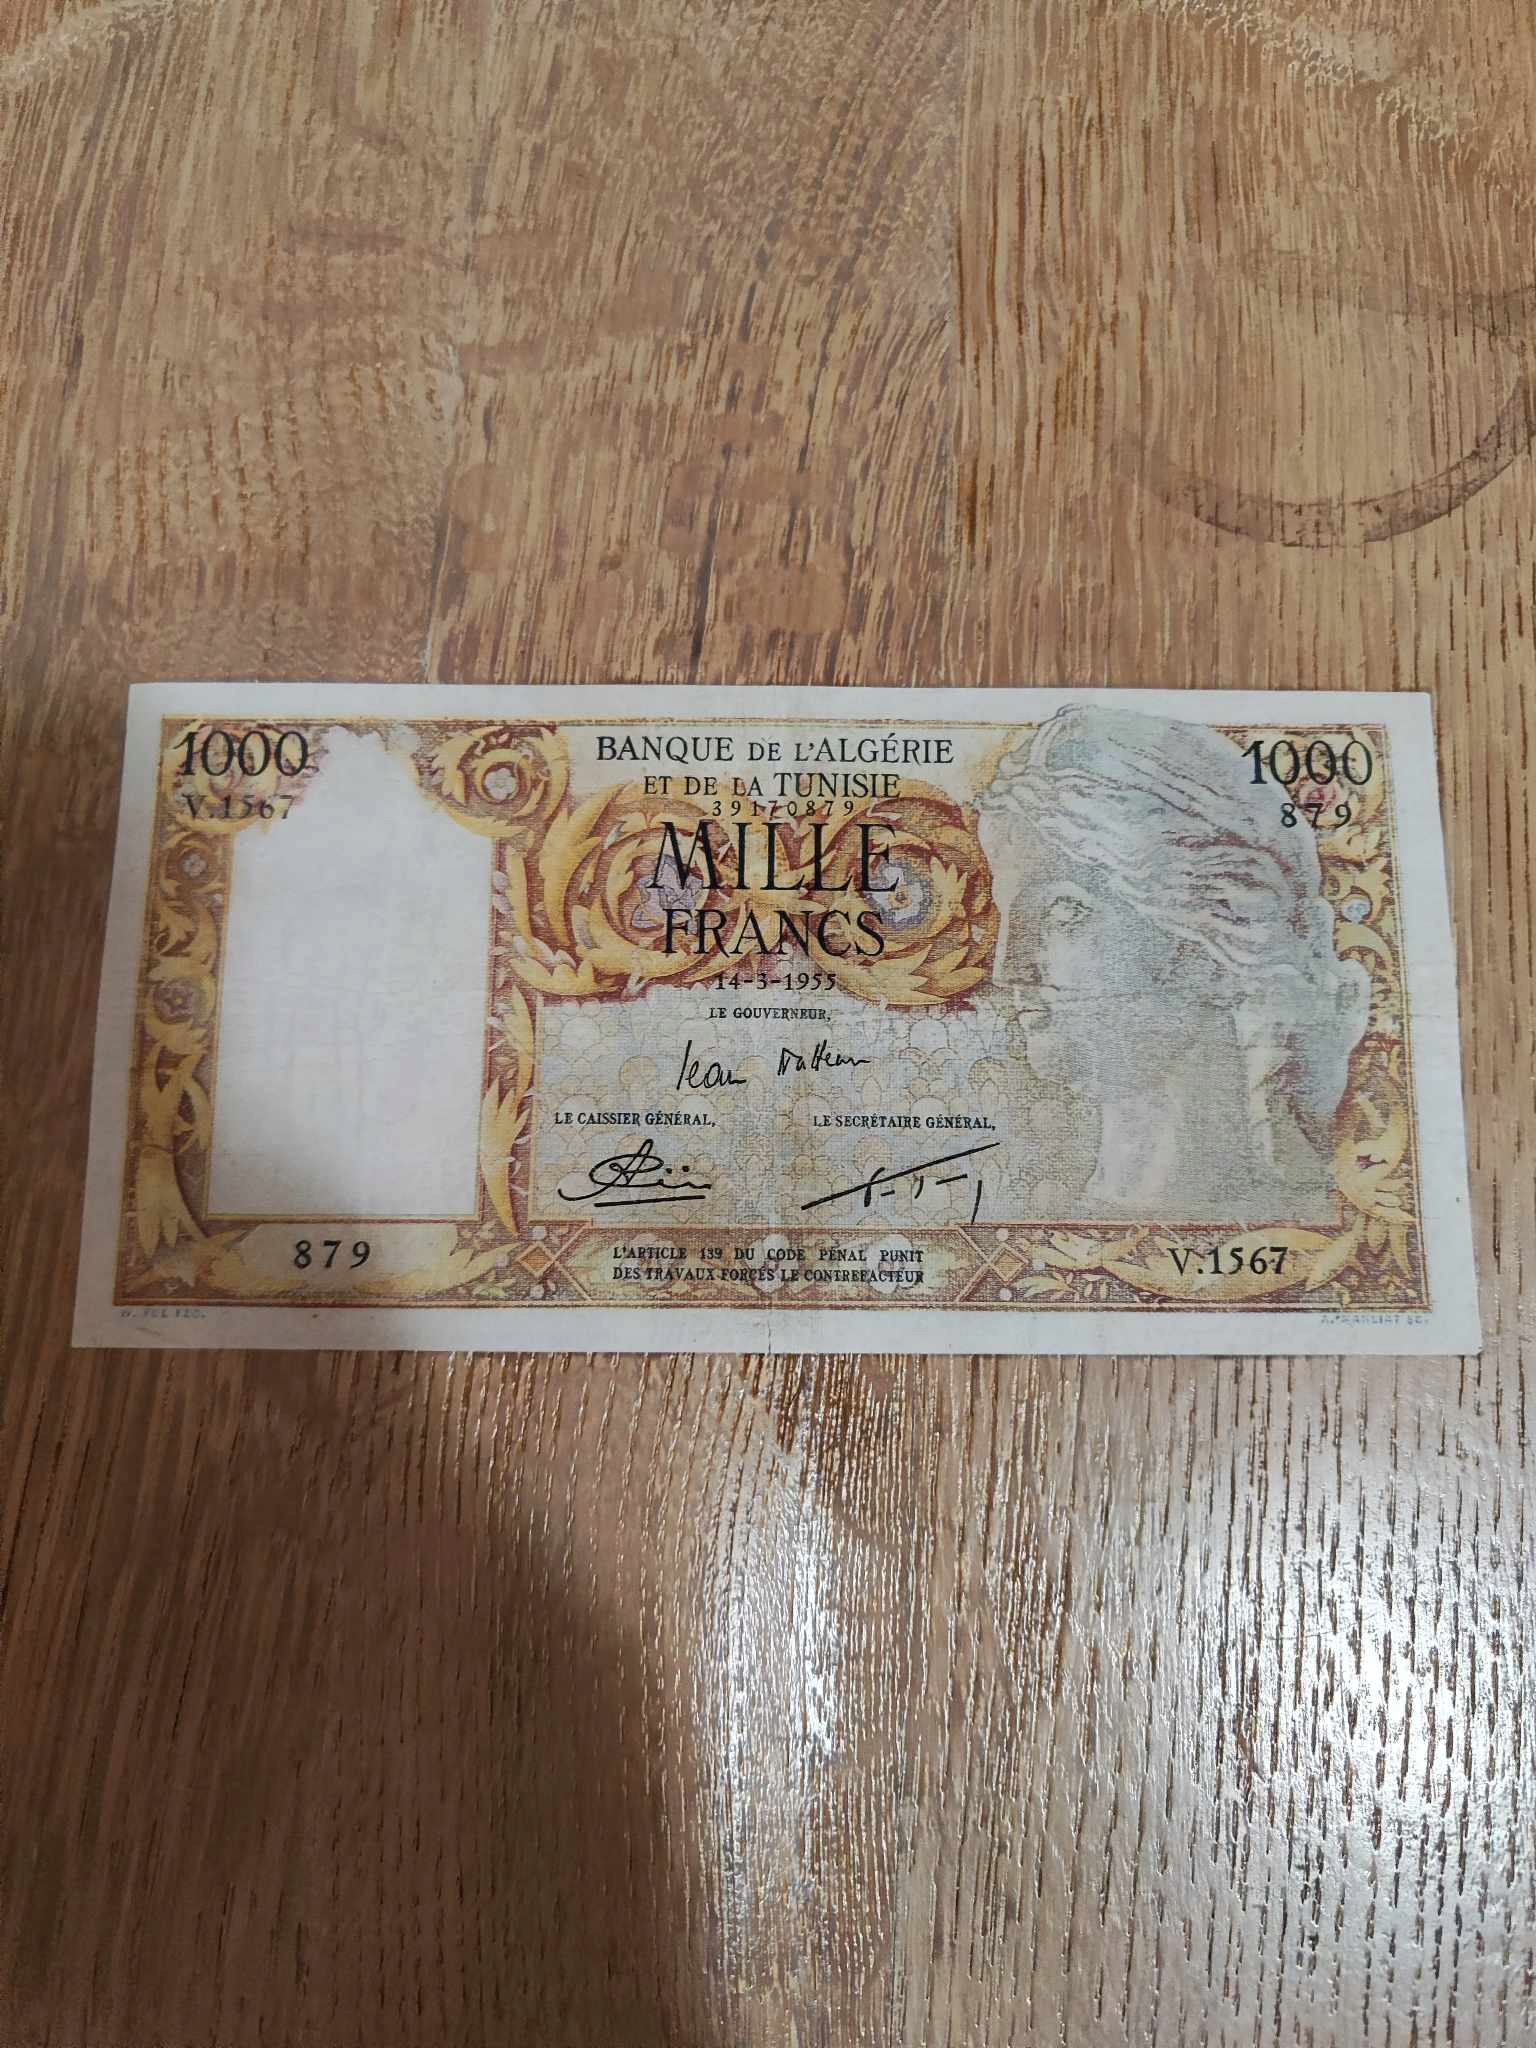 1000
BANQUE DE L'ALGÉRIE
1000
ET DE LA TUNISIE
V.1567
39170879
879
MILLE
FRANCS
14-3-1955
LE GOUVERNEUR,
LE CAISSIER GÉNÉRAL,
LE SECRÉTAIRE GÉNÉRAL,
879
L'ARTICLE 139 DU CODE PÉNAL PUNIT
DES TRAVAUX FORCÉS LE CONTREFACTEUR
V.1567